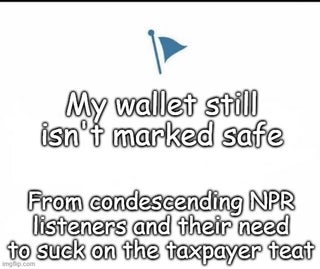 My wallet still
isn't marked safe
From condescending NPR
listeners and their need
to suck on the taxpayer teat
imgflip.com